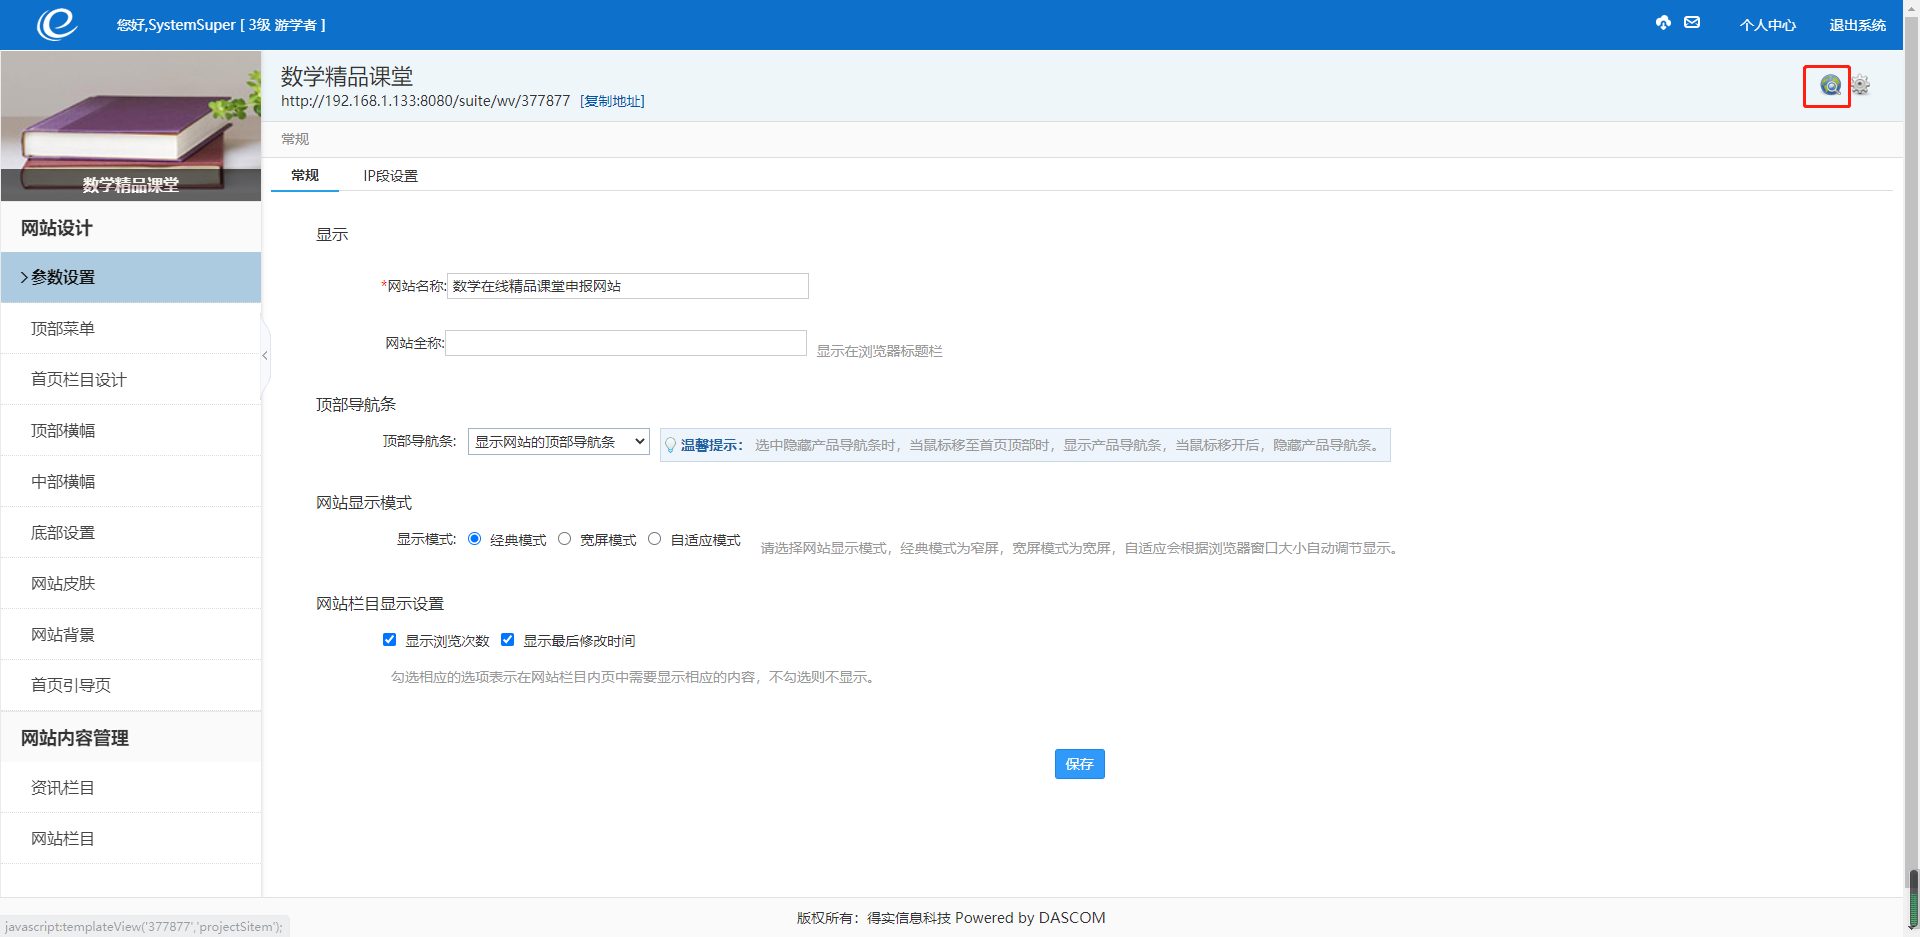 您好,SystemSuper [ 3级 游学者 ]
个人中心
退出系统
数学精品课堂
网站设计
参数设置
顶部菜单
首页栏目设计
顶部横幅
中部横幅
底部设置
网站皮肤
网站背景
首页引导页
网站内容管理
资讯栏目
网站栏目
数学精品课堂
http://192.168.1.133:8080/suite/wv/377877 [复制地址]
常规
常规 IP段设置
显示
*网站名称: 数学在线精品课堂申报网站
网站全称: 显示在浏览器标题栏
顶部导航条
顶部导航条: 显示网站的顶部导航条 温馨提示： 选中隐藏产品导航条时，当鼠标移至首页顶部时，显示产品导航条，当鼠标移开后，隐藏产品导航条。
网站显示模式
显示模式: 经典模式 宽屏模式 自适应模式 请选择网站显示模式，经典模式为窄屏，宽屏模式为宽屏，自适应会根据浏览器窗口大小自动调节显示。
网站栏目显示设置
显示浏览次数 显示最后修改时间
勾选相应的选项表示在网站栏目内页中需要显示相应的内容，不勾选则不显示。
保存
版权所有：得实信息科技 Powered by DASCOM
javascript:templateView('377877','projectSitem');